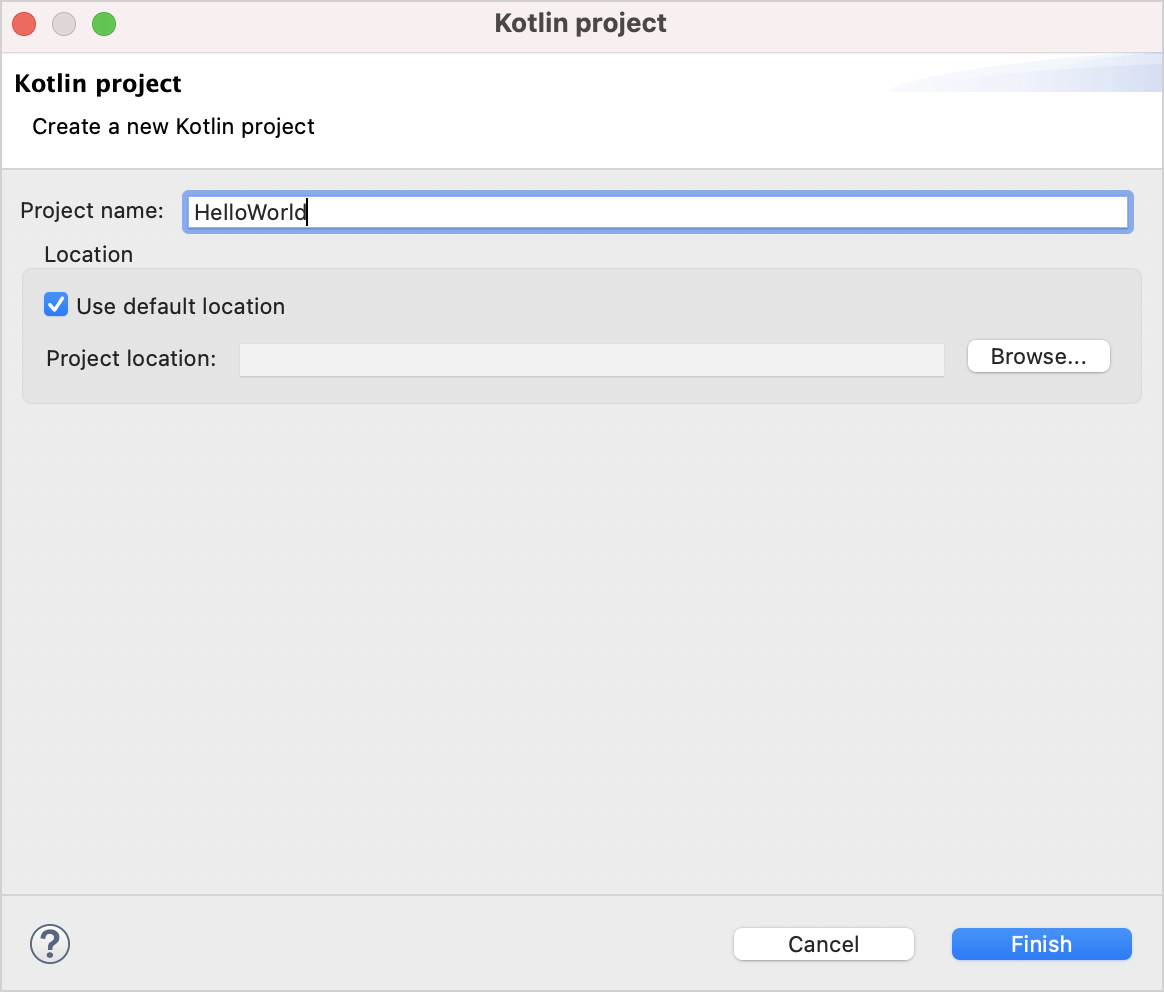 Kotlin project
Kotlin project
Create a new Kotlin project
Project name: HelloWorld
Location
Use default location
Project location: Browse...
? Cancel Finish